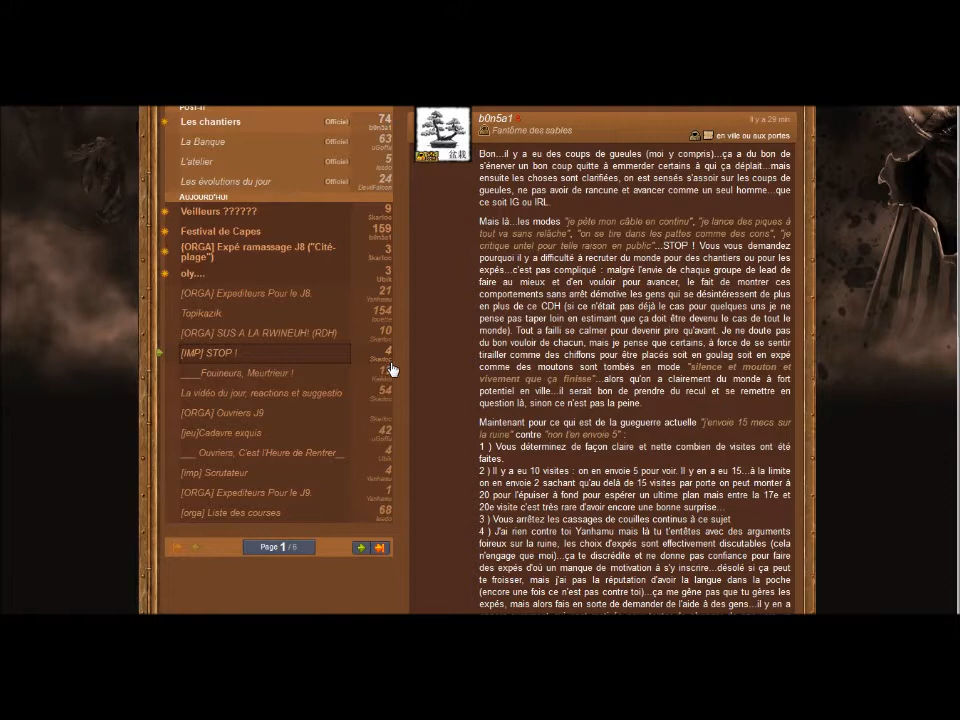 POST-IT
Les chantiers Officiel 74
b0n5a1
La Banque Officiel 63
uGoffu
L'atelier Officiel 5
Isedo
Les évolutions du jour Officiel 24
DevilFalcon
AUJOURD'HUI
Veilleurs ?????? 9
Skarloc
Festival de Capes 159
b0n5a1
[ORGA] Expé ramassage J8 ("Cité-plage") 3
Skarloc
oly.... 3
Ubik
[ORGA] Expediteurs Pour le J8. 21
Yanhamu
Topikazik 154
[ORGA] SUS A LA RWINEUH! (RDH) 10
Skarloc
[IMP] STOP ! 4
Skarloc
____Fouineurs, Meurtrieur !
La vidéo du jour, reactions et suggestio 54
Skarloc
[ORGA] Ouvriers J9
Skarloc
[jeu]Cadavre exquis 42
uGoffu
___ Ouvriers, C'est l'Heure de Rentrer__ 4
Ubik
[imp] Scrutateur 4
Yanhamu
[ORGA] Expediteurs Pour le J9. 1
Yanhamu
[orga] Liste des courses 68
Isedo
Page 1 / 6
b0n5a1 Il y a 29 min
Fantôme des sables
en ville ou aux portes
盆栽
Bon...il y a eu des coups de gueules (moi y compris)...ça a du bon de
s'énerver un bon coup quitte à emmerder certains à qui ça déplait...mais
ensuite les choses sont clarifiées, on est sensés s'assoir sur les coups de
gueules, ne pas avoir de rancune et avancer comme un seul homme...que
ce soit IG ou IRL.
Mais là...les modes "je pète mon câble en continu", "je lance des piques à
tout va sans relâche", "on se tire dans les pattes comme des cons", "je
critique untel pour telle raison en public"...STOP ! Vous vous demandez
pourquoi il y a difficulté à recruter du monde pour des chantiers ou pour les
expés...c'est pas compliqué : malgré l'envie de chaque groupe de lead de
faire au mieux et d'en vouloir pour avancer, le fait de montrer ces
comportements sans arrêt démotive les gens qui se désintéressent de plus
en plus de ce CDH (si ce n'était pas déjà le cas pour quelques uns je ne
pense pas taper loin en estimant que ça doit être devenu le cas de tout le
monde). Tout a failli se calmer pour devenir pire qu'avant. Je ne doute pas
du bon vouloir de chacun, mais je pense que certains, à force de se sentir
tirailler comme des chiffons pour être placés soit en goulag soit en expé
comme des moutons sont tombés en mode "silence et mouton et
vivement que ça finisse"...alors qu'on a clairement du monde à fort
potentiel en ville...il serait bon de prendre du recul et se remettre en
question là, sinon ce n'est pas la peine.
Maintenant pour ce qui est de la gueguerre actuelle "j'envoie 15 mecs sur
la ruine" contre "non t'en envoie 5" :
1 ) Vous déterminez de façon claire et nette combien de visites ont été
faites.
2 ) Il y a eu 10 visites : on en envoie 5 pour voir. Il y en a eu 15...à la limite
on en envoie 2 sachant qu'au delà de 15 visites par porte on peut monter à
20 pour l'épuiser à fond pour espérer un ultime plan mais entre la 17e et
20e visite c'est très rare d'avoir encore une bonne surprise...
3 ) Vous arrêtez les cassages de couilles continus à ce sujet
4 ) J'ai rien contre toi Yanhamu mais là tu t'entêtes avec des arguments
foireux sur la ruine, les choix d'expés sont effectivement discutables (cela
n'engage que moi)...ça te discrédite et ne donne pas confiance pour faire
des expés d'où un manque de motivation à s'y inscrire...désolé si ça peut
te froisser, mais j'ai pas la réputation d'avoir la langue dans la poche
(encore une fois ce n'est pas contre toi)...ça me gêne pas que tu gères les
expés, mais alors fais en sorte de demander de l'aide à des gens...il y en a